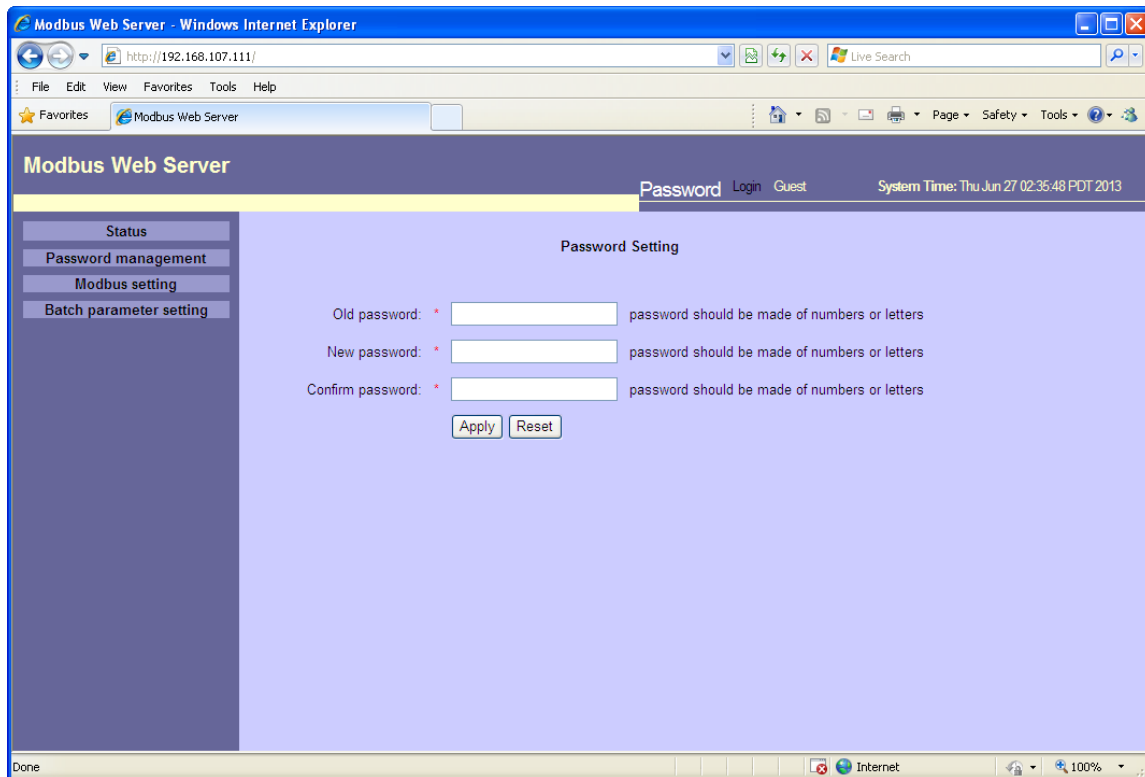 Modbus Web Server - Windows Internet Explorer
http://192.168.107.111/
Live Search
File Edit View Favorites Tools Help
Favorites Modbus Web Server Page Safety Tools
Modbus Web Server
Password Login Guest System Time: Thu Jun 27 02:35:48 PDT 2013
Status
Password management
Modbus setting
Batch parameter setting
Password Setting
Old password: * password should be made of numbers or letters
New password: * password should be made of numbers or letters
Confirm password: * password should be made of numbers or letters
Apply Reset
Done Internet 100%